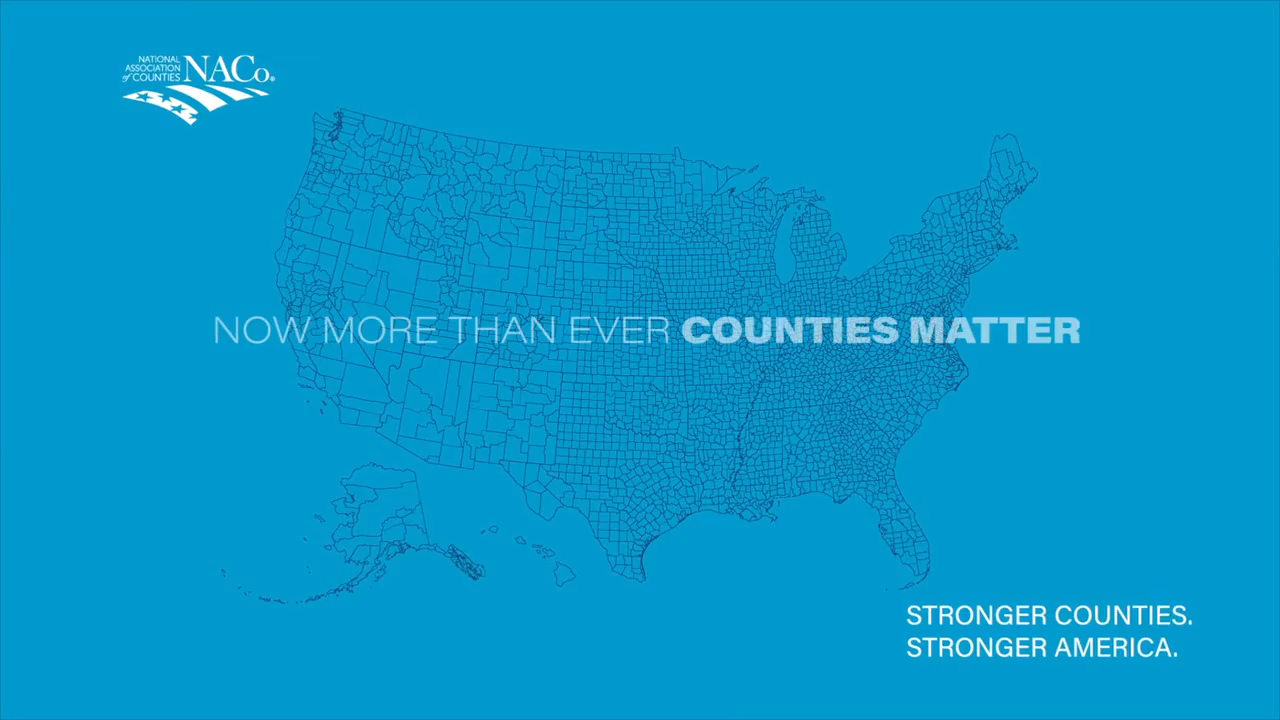 NATIONAL
ASSOCIATION
of COUNTIES
NACo®
NOW MORE THAN EVER COUNTIES MATTER
STRONGER COUNTIES.
STRONGER AMERICA.